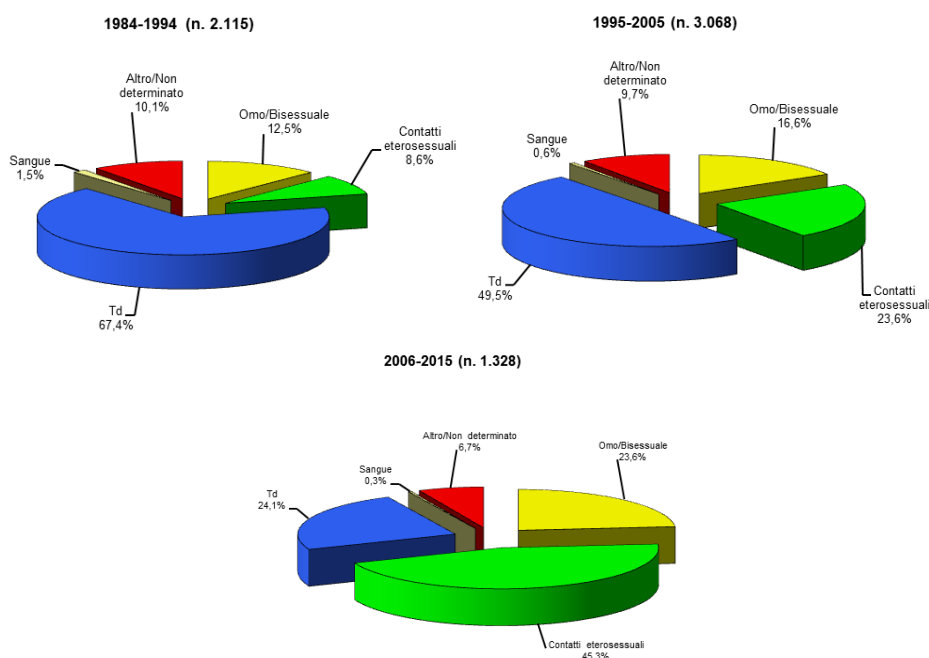 1984-1994 (n. 2.115)
Altro/Non
determinato
10,1%
Omo/Bisessuale
12,5%
Contatti
eterosessuali
8,6%
Sangue
1,5%
Td
67,4%
1995-2005 (n. 3.068)
Altro/Non
determinato
9,7%
Omo/Bisessuale
16,6%
Sangue
0,6%
Td
49,5%
Contatti
eterosessuali
23,6%
2006-2015 (n. 1.328)
Altro/Non determinato
6,7%
Omo/Bisessuale
23,6%
Sangue
0,3%
Td
24,1%
Contatti eterosessuali
45,3%